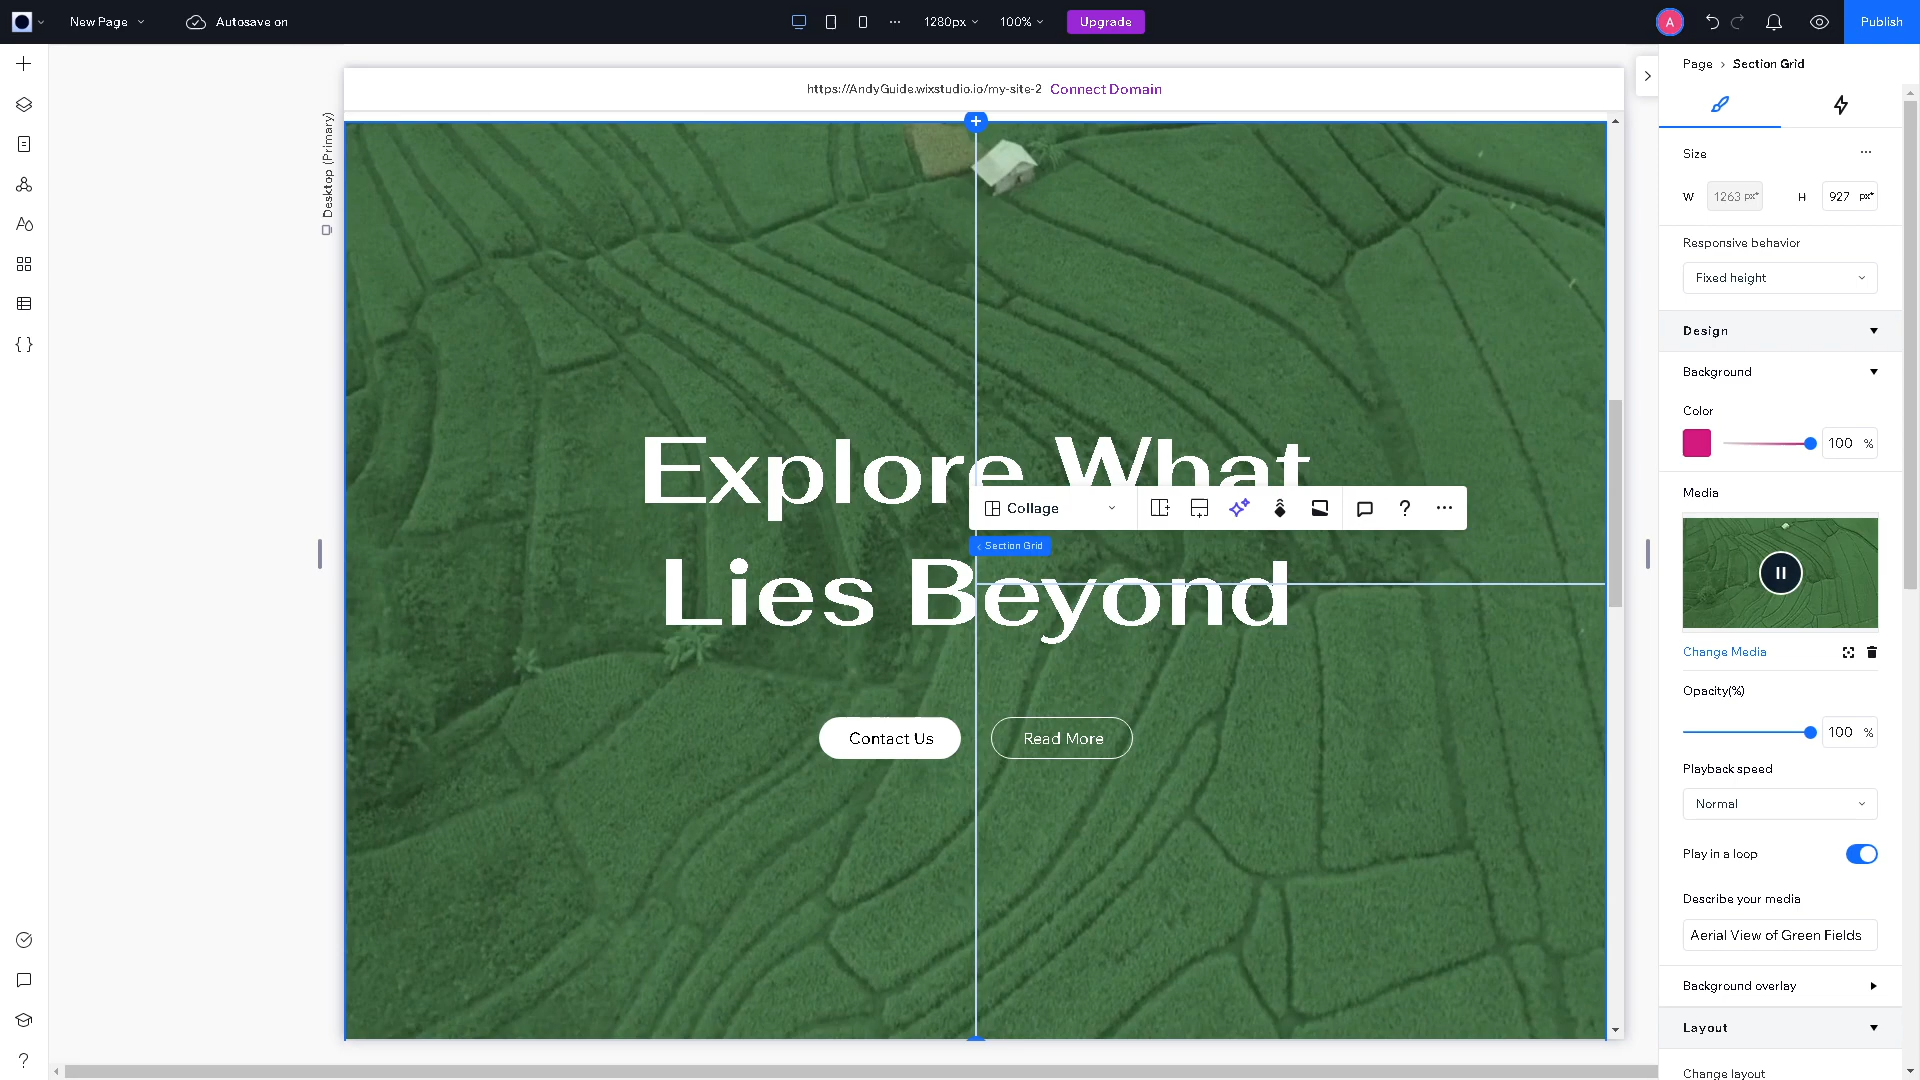 New Page
Autosave on
1280px
100%
Upgrade
A
Publish
https://AndyGuide.wixstudio.io/my-site-2 Connect Domain
Desktop (Primary)
Page > Section Grid
Size
W 1263 px* H 927 px*
Responsive behavior
Fixed height
Design
Background
Color
100 %
Media
Change Media
Opacity(%)
100 %
Playback speed
Normal
Play in a loop
Describe your media
Aerial View of Green Fields
Background overlay
Layout
Change layout
Explore What
Collage
Section Grid
Lies Beyond
Contact Us
Read More